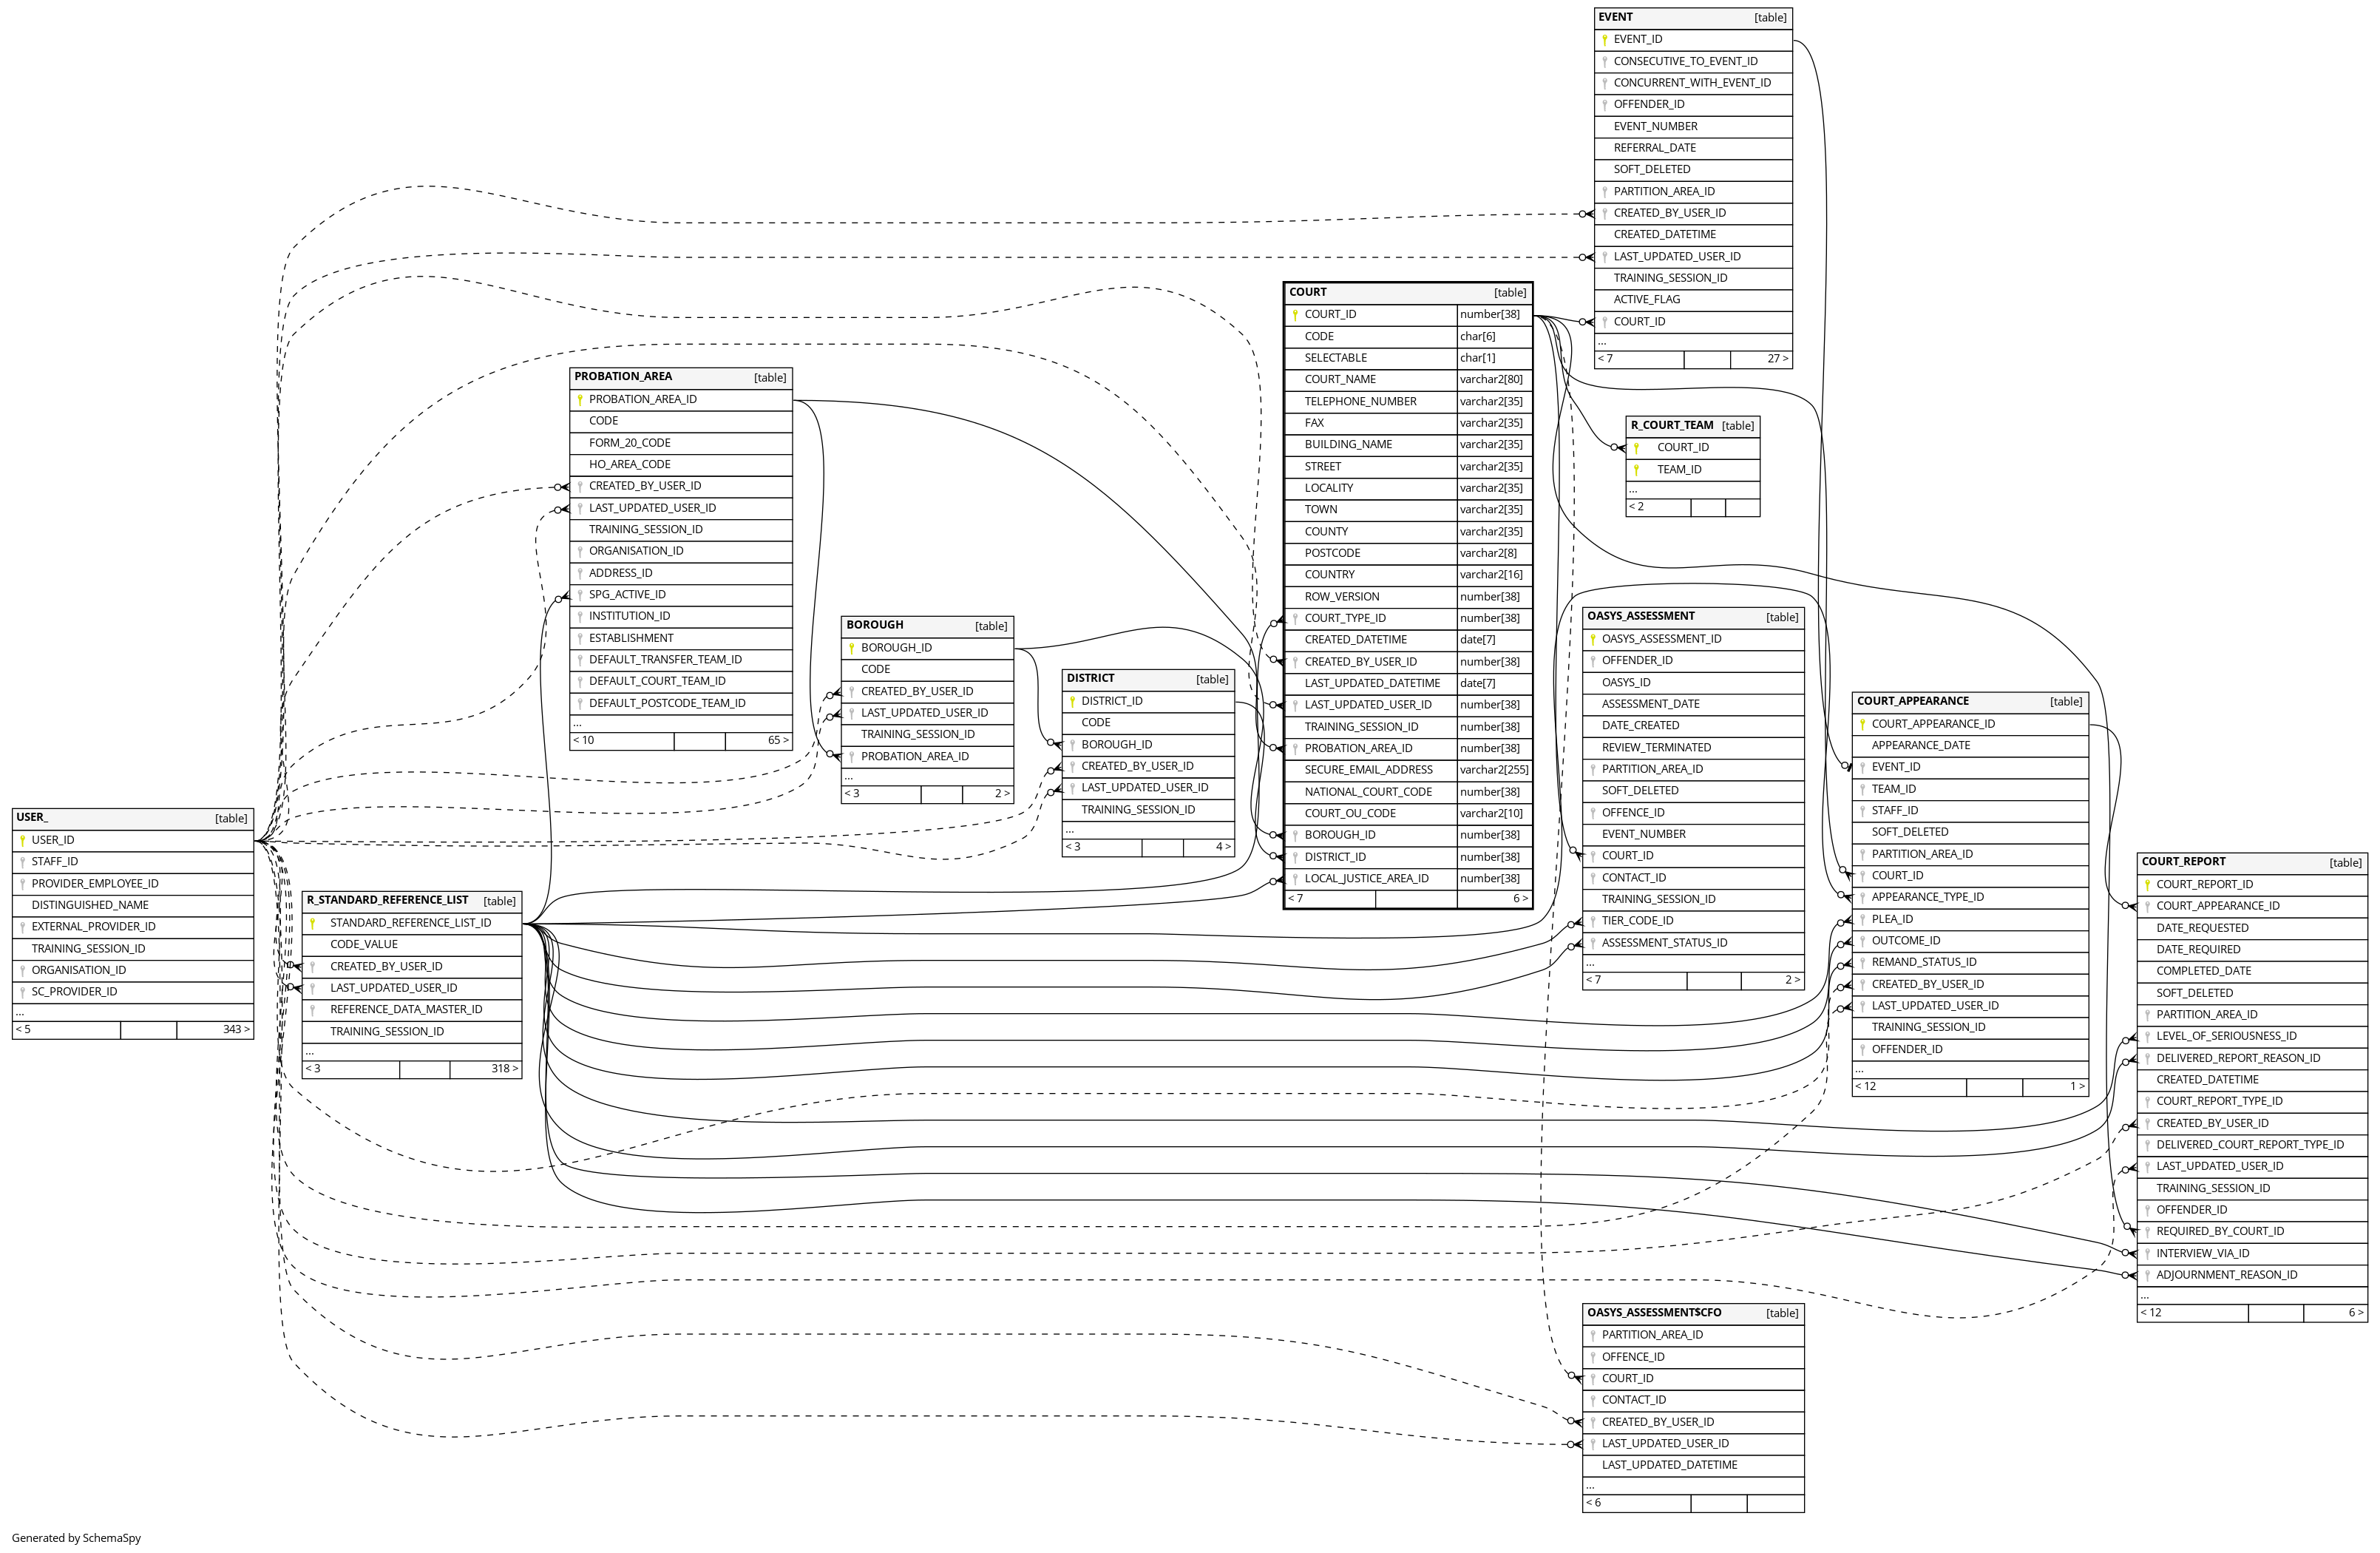 EVENT [table]
EVENT_ID
CONSECUTIVE_TO_EVENT_ID
CONCURRENT_WITH_EVENT_ID
OFFENDER_ID
EVENT_NUMBER
REFERRAL_DATE
SOFT_DELETED
PARTITION_AREA_ID
CREATED_BY_USER_ID
CREATED_DATETIME
LAST_UPDATED_USER_ID
TRAINING_SESSION_ID
ACTIVE_FLAG
COURT_ID
...
< 7 27 >
COURT [table]
COURT_ID number[38]
CODE char[6]
SELECTABLE char[1]
COURT_NAME varchar2[80]
TELEPHONE_NUMBER varchar2[35]
FAX varchar2[35]
BUILDING_NAME varchar2[35]
STREET varchar2[35]
LOCALITY varchar2[35]
TOWN varchar2[35]
COUNTY varchar2[35]
POSTCODE varchar2[8]
COUNTRY varchar2[16]
ROW_VERSION number[38]
COURT_TYPE_ID number[38]
CREATED_DATETIME date[7]
CREATED_BY_USER_ID number[38]
LAST_UPDATED_DATETIME date[7]
LAST_UPDATED_USER_ID number[38]
TRAINING_SESSION_ID number[38]
PROBATION_AREA_ID number[38]
SECURE_EMAIL_ADDRESS varchar2[255]
NATIONAL_COURT_CODE number[38]
COURT_OU_CODE varchar2[10]
BOROUGH_ID number[38]
DISTRICT_ID number[38]
LOCAL_JUSTICE_AREA_ID number[38]
< 7 6 >
PROBATION_AREA [table]
PROBATION_AREA_ID
CODE
FORM_20_CODE
HO_AREA_CODE
CREATED_BY_USER_ID
LAST_UPDATED_USER_ID
TRAINING_SESSION_ID
ORGANISATION_ID
ADDRESS_ID
SPG_ACTIVE_ID
INSTITUTION_ID
ESTABLISHMENT
DEFAULT_TRANSFER_TEAM_ID
DEFAULT_COURT_TEAM_ID
DEFAULT_POSTCODE_TEAM_ID
...
< 10 65 >
R_COURT_TEAM [table]
COURT_ID
TEAM_ID
...
< 2
BOROUGH [table]
BOROUGH_ID
CODE
CREATED_BY_USER_ID
LAST_UPDATED_USER_ID
TRAINING_SESSION_ID
PROBATION_AREA_ID
...
< 3 2 >
DISTRICT [table]
DISTRICT_ID
CODE
BOROUGH_ID
CREATED_BY_USER_ID
LAST_UPDATED_USER_ID
TRAINING_SESSION_ID
...
< 3 4 >
OASYS_ASSESSMENT [table]
OASYS_ASSESSMENT_ID
OFFENDER_ID
OASYS_ID
ASSESSMENT_DATE
DATE_CREATED
REVIEW_TERMINATED
PARTITION_AREA_ID
SOFT_DELETED
OFFENCE_ID
EVENT_NUMBER
COURT_ID
CONTACT_ID
TRAINING_SESSION_ID
TIER_CODE_ID
ASSESSMENT_STATUS_ID
...
< 7 2 >
COURT_APPEARANCE [table]
COURT_APPEARANCE_ID
APPEARANCE_DATE
EVENT_ID
TEAM_ID
STAFF_ID
SOFT_DELETED
PARTITION_AREA_ID
COURT_ID
APPEARANCE_TYPE_ID
PLEA_ID
OUTCOME_ID
REMAND_STATUS_ID
CREATED_BY_USER_ID
LAST_UPDATED_USER_ID
TRAINING_SESSION_ID
OFFENDER_ID
...
< 12 1 >
USER_ [table]
USER_ID
STAFF_ID
PROVIDER_EMPLOYEE_ID
DISTINGUISHED_NAME
EXTERNAL_PROVIDER_ID
TRAINING_SESSION_ID
ORGANISATION_ID
SC_PROVIDER_ID
...
< 5 343 >
R_STANDARD_REFERENCE_LIST [table]
STANDARD_REFERENCE_LIST_ID
CODE_VALUE
CREATED_BY_USER_ID
LAST_UPDATED_USER_ID
REFERENCE_DATA_MASTER_ID
TRAINING_SESSION_ID
...
< 3 318 >
COURT_REPORT [table]
COURT_REPORT_ID
COURT_APPEARANCE_ID
DATE_REQUESTED
DATE_REQUIRED
COMPLETED_DATE
SOFT_DELETED
PARTITION_AREA_ID
LEVEL_OF_SERIOUSNESS_ID
DELIVERED_REPORT_REASON_ID
CREATED_DATETIME
COURT_REPORT_TYPE_ID
CREATED_BY_USER_ID
DELIVERED_COURT_REPORT_TYPE_ID
LAST_UPDATED_USER_ID
TRAINING_SESSION_ID
OFFENDER_ID
REQUIRED_BY_COURT_ID
INTERVIEW_VIA_ID
ADJOURNMENT_REASON_ID
...
< 12 6 >
OASYS_ASSESSMENT$CFO [table]
PARTITION_AREA_ID
OFFENCE_ID
COURT_ID
CONTACT_ID
CREATED_BY_USER_ID
LAST_UPDATED_USER_ID
LAST_UPDATED_DATETIME
...
< 6
Generated by SchemaSpy